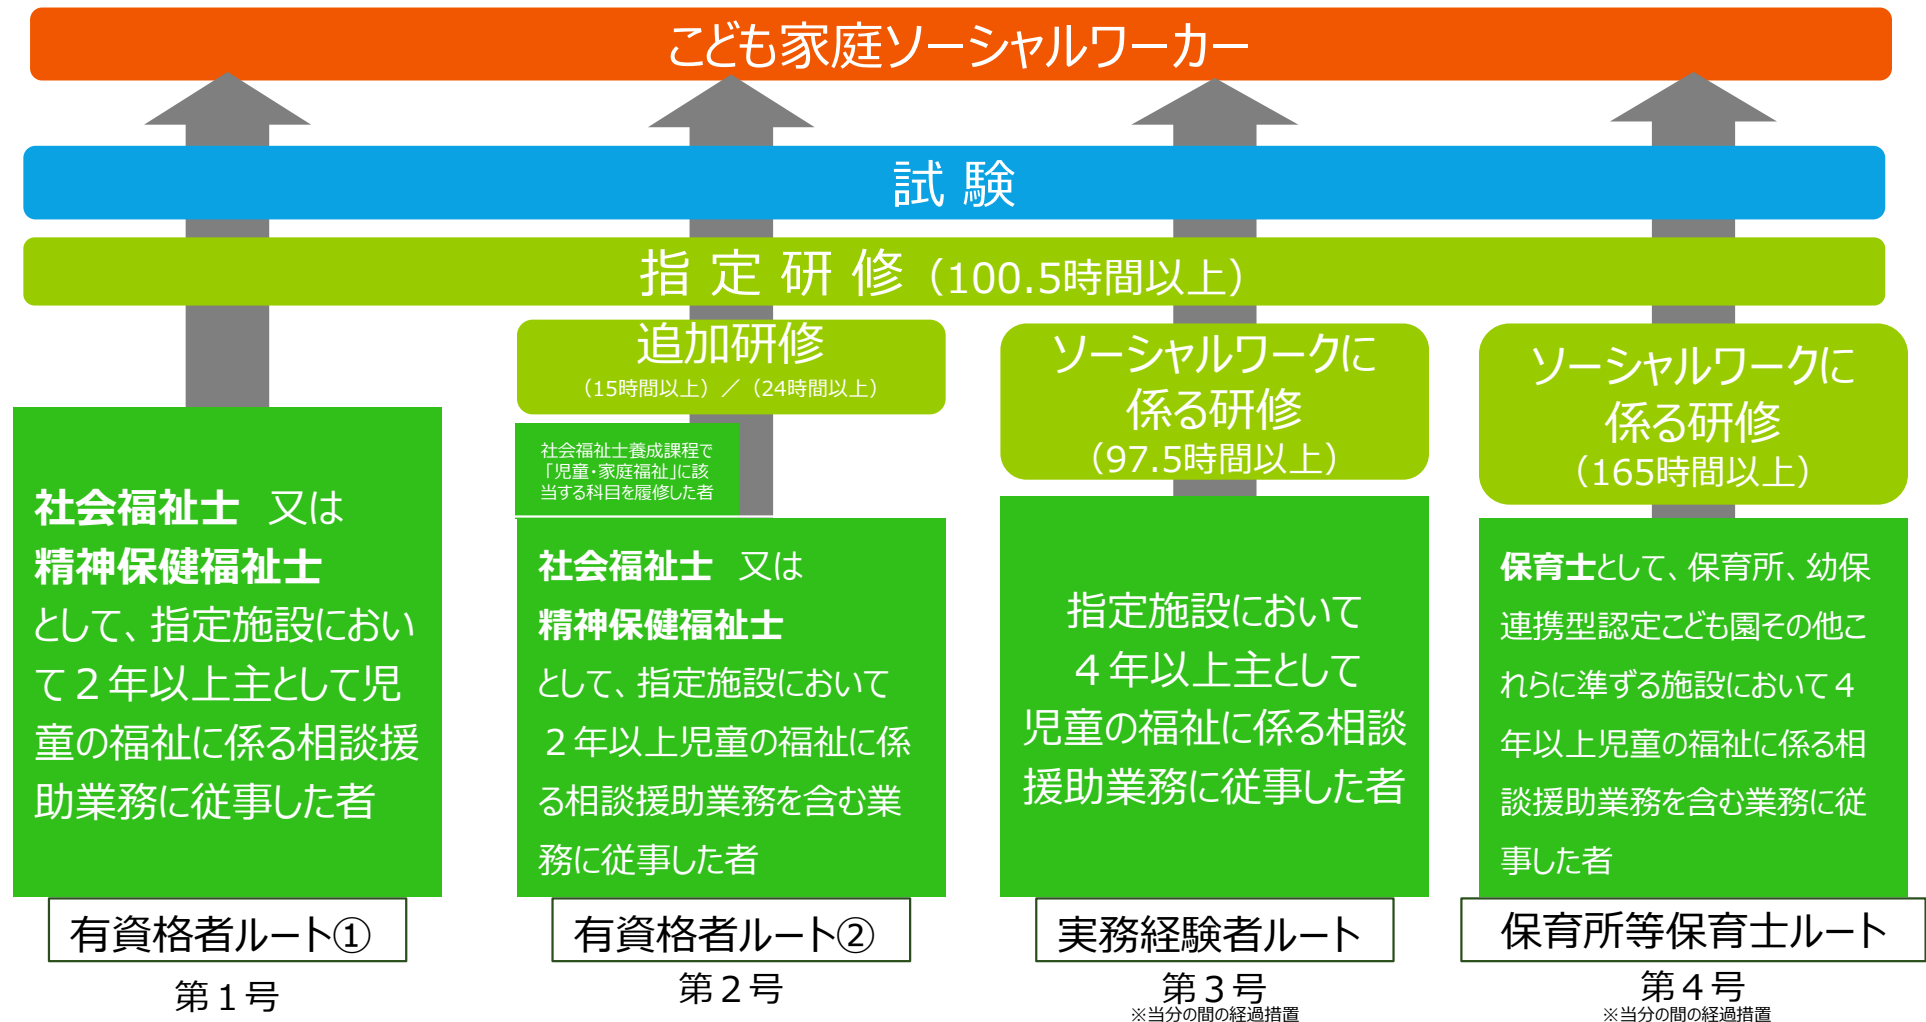 こども家庭ソーシャルワーカー
試 験
指 定 研 修（100.5時間以上）
社会福祉士　又は
精神保健福祉士
として、指定施設におい
て２年以上主として児
童の福祉に係る相談援
助業務に従事した者
有資格者ルート①
第１号
追加研修
（15時間以上）／（24時間以上）
社会福祉士養成課程で
「児童・家庭福祉」に該
当する科目を履修した者
社会福祉士　又は
精神保健福祉士
として、指定施設において
２年以上児童の福祉に係
る相談援助業務を含む業
務に従事した者
有資格者ルート②
第２号
ソーシャルワークに
係る研修
（97.5時間以上）
指定施設において
４年以上主として
児童の福祉に係る相談
援助業務に従事した者
実務経験者ルート
第３号
※当分の間の経過措置
ソーシャルワークに
係る研修
（165時間以上）
保育士として、保育所、幼保
連携型認定こども園その他こ
れらに準ずる施設において４
年以上児童の福祉に係る相
談援助業務を含む業務に従
事した者
保育所等保育士ルート
第４号
※当分の間の経過措置